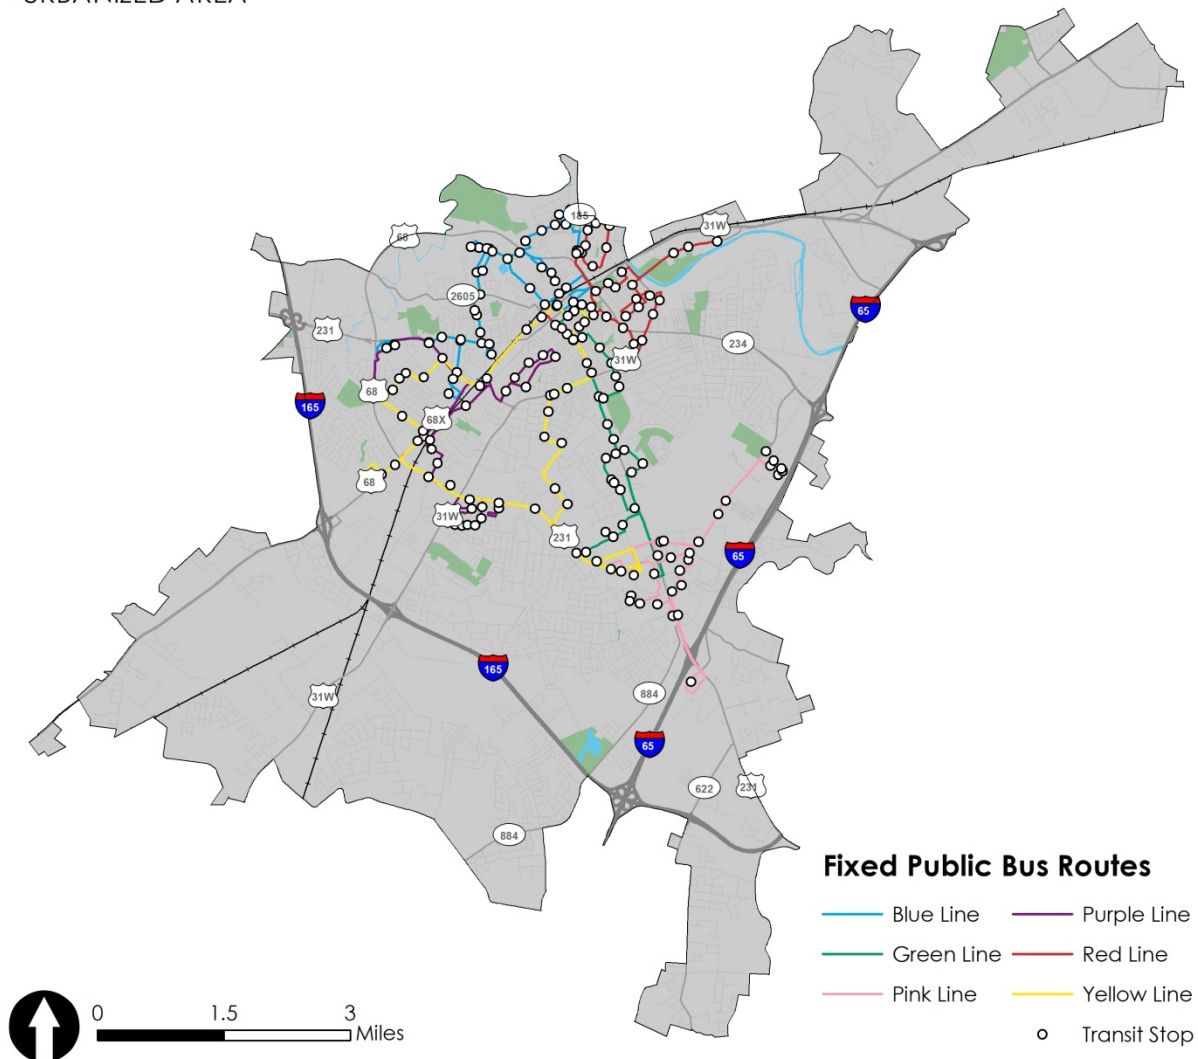 URBANIZED AREA
185
31W
68
2605
65
231
234
31W
68
165
68X
68
31W
231
65
165
884
31W
65
622
231
884
Fixed Public Bus Routes
Blue Line
Purple Line
Green Line
Red Line
Pink Line
Yellow Line
Transit Stop
0 1.5 3
Miles